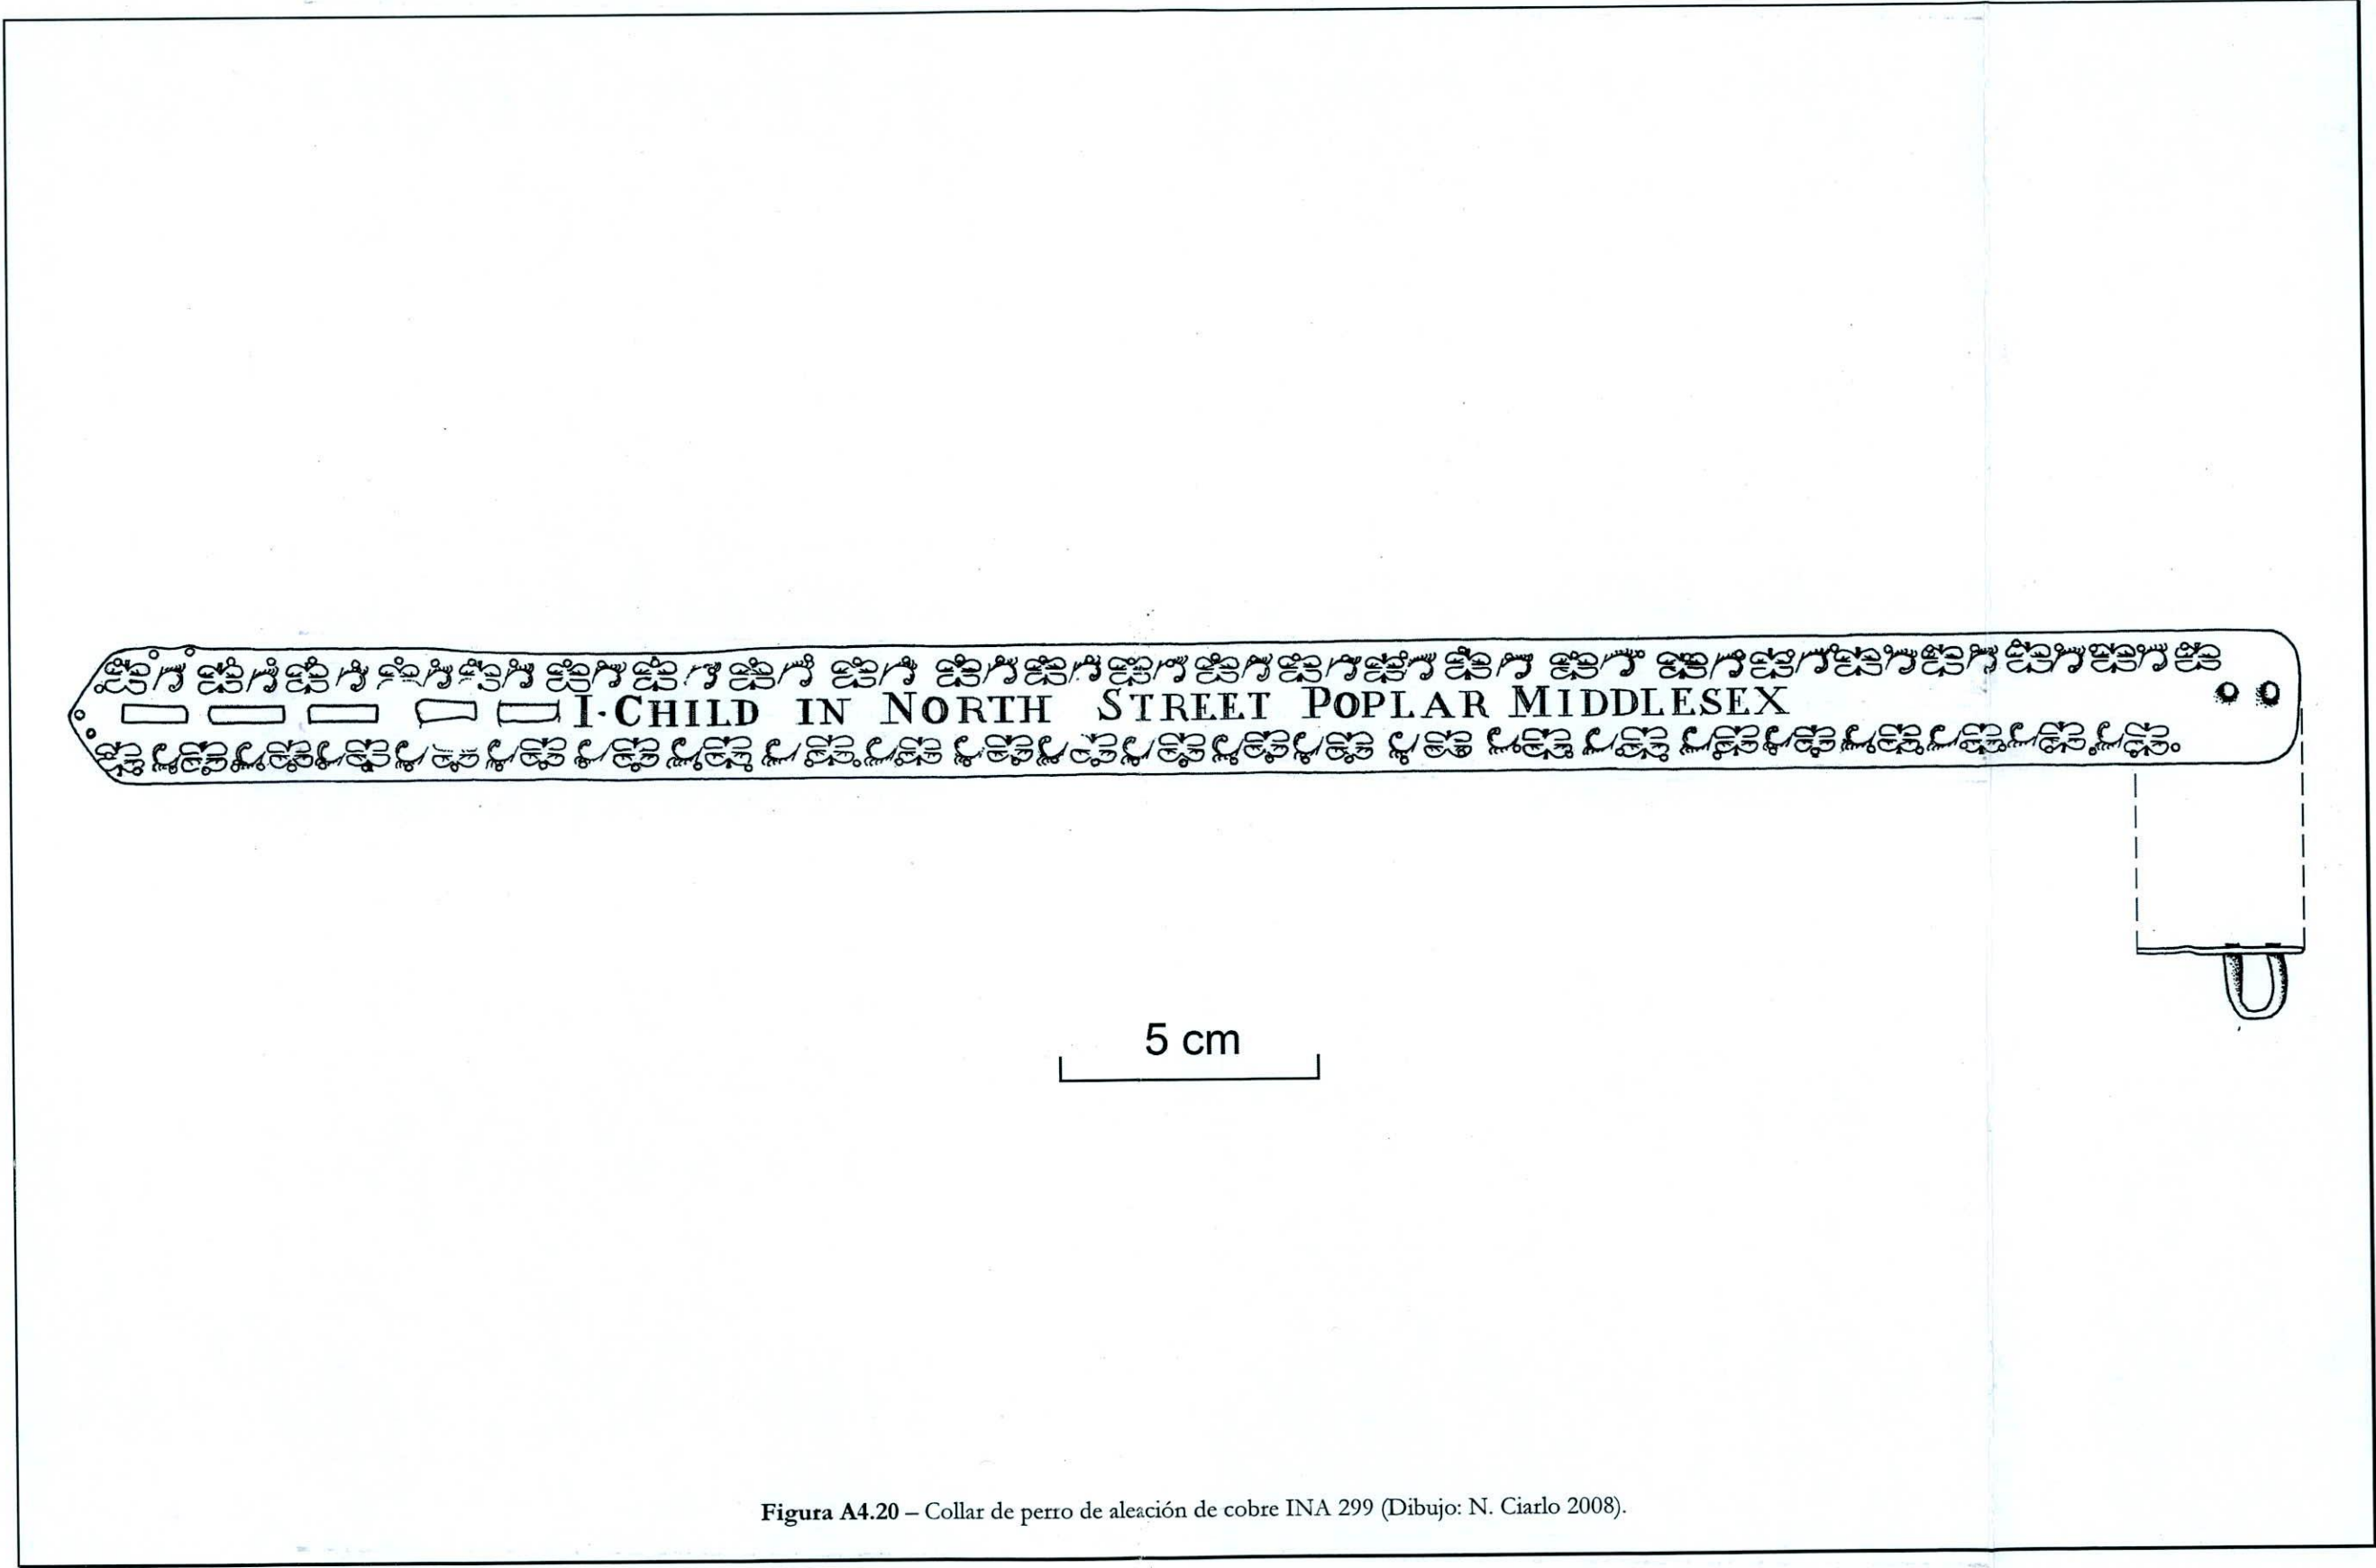 I·CHILD IN NORTH STREET POPLAR MIDDLESEX
5 cm
Figura A4.20 – Collar de perro de aleación de cobre INA 299 (Dibujo: N. Ciarlo 2008).